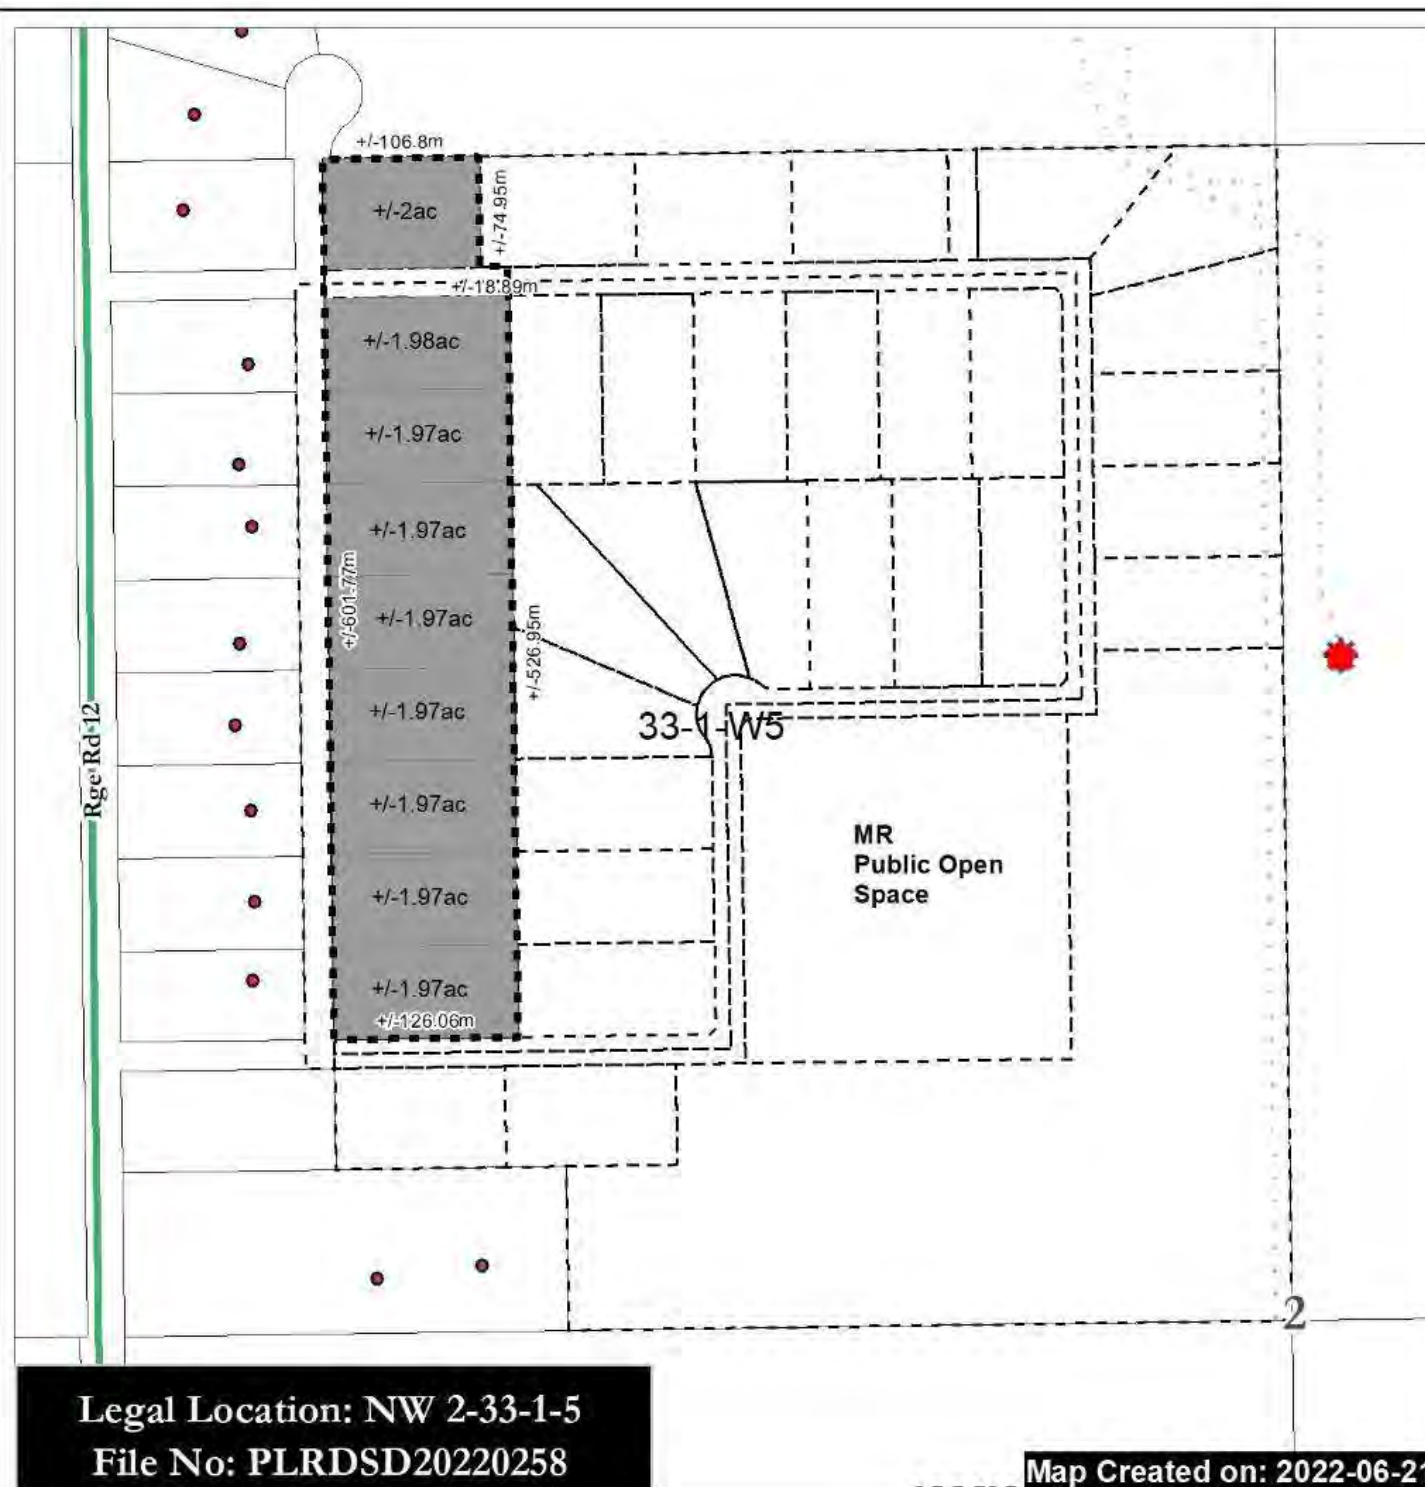 +/-106.8m
+/-2ac
+/-74.95m
+/-18.89m
+/-1.98ac
+/-1.97ac
+/-1.97ac
+/-601.77m
+/-1.97ac
+/-526.95m
+/-1.97ac
33-1-W5
Rge Rd 12
+/-1.97ac
MR
Public Open
Space
+/-1.97ac
+/-1.97ac
+/-126.06m
2
Legal Location: NW 2-33-1-5
File No: PLRDSD20220258
Map Created on: 2022-06-21